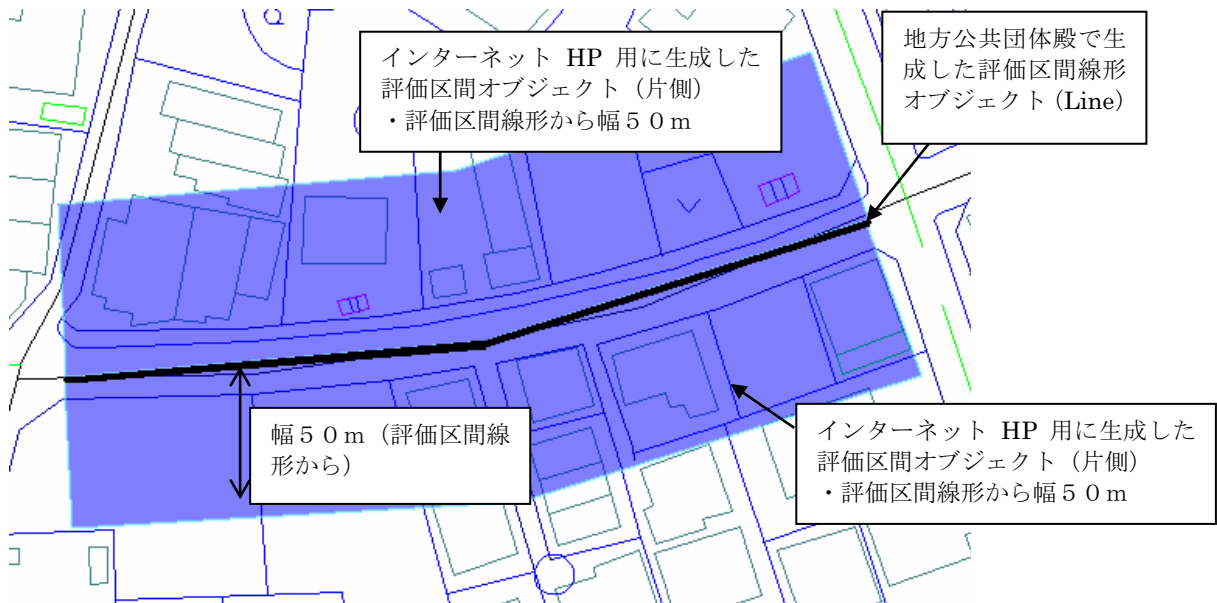 インターネット HP 用に生成した
評価区間オブジェクト（片側）
・評価区間線形から幅５０ｍ
地方公共団体殿で生
成した評価区間線形
オブジェクト（Line）
幅５０ｍ（評価区間線
形から）
インターネット HP 用に生成した
評価区間オブジェクト（片側）
・評価区間線形から幅５０ｍ